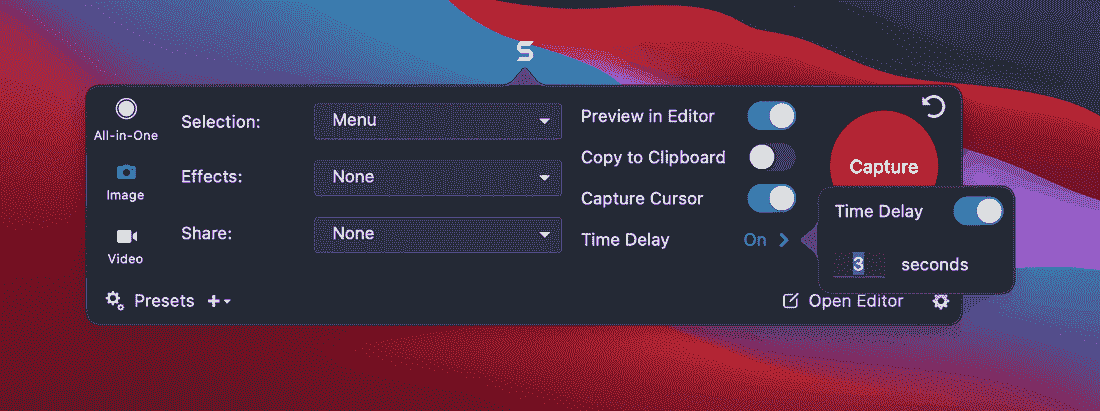 S
All-in-One
Image
Video
Selection: Menu
Effects: None
Share: None
Preview in Editor
Copy to Clipboard
Capture Cursor
Time Delay On
Capture
Time Delay
3 seconds
Presets
Open Editor